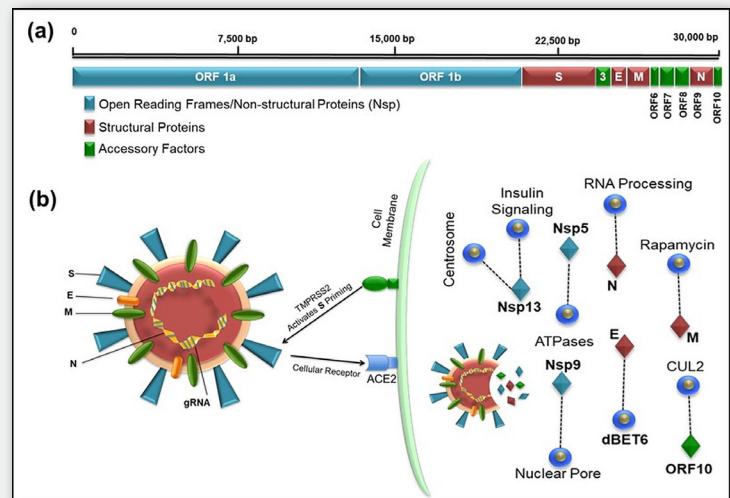 (a)
0
7,500 bp
15,000 bp
22,500 bp
30,000 bp
ORF 1a
ORF 1b
S
3
E
M
N
ORF6
ORF7
ORF8
ORF9
ORF10
Open Reading Frames/Non-structural Proteins (Nsp)
Structural Proteins
Accessory Factors
(b)
S
E
M
N
gRNA
TMPRSS2
Activates S Priming
Cellular Receptor
ACE2
Cell
Membrane
Centrosome
Insulin
Signaling
Nsp13
Nsp5
ATPases
RNA Processing
N
Rapamycin
M
Nsp9
Nuclear Pore
E
dBET6
CUL2
ORF10